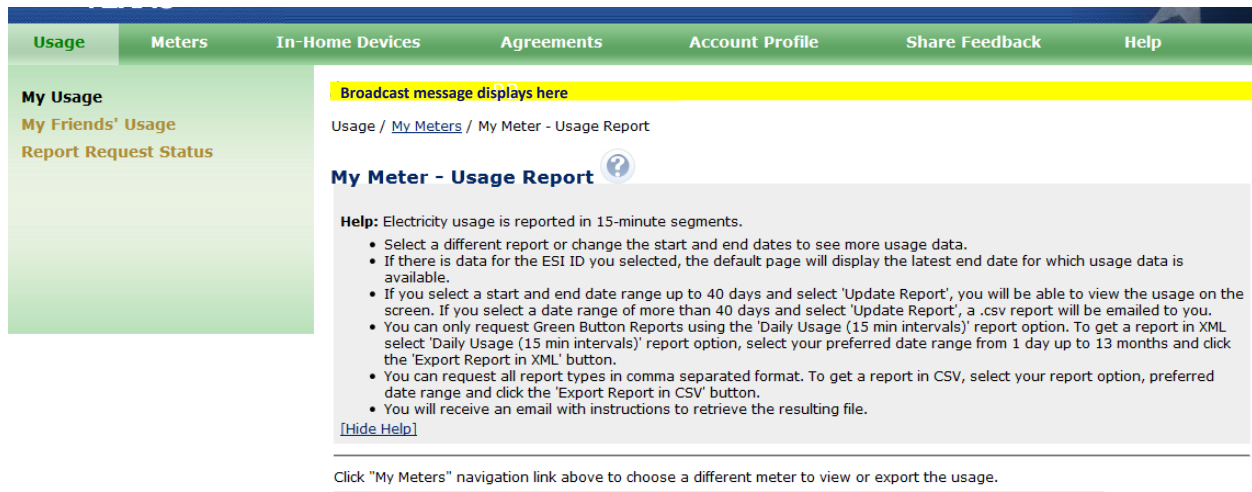 Usage Meters In-Home Devices Agreements Account Profile Share Feedback Help
My Usage
My Friends' Usage
Report Request Status
Broadcast message displays here
Usage / My Meters / My Meter - Usage Report
My Meter - Usage Report ?
Help: Electricity usage is reported in 15-minute segments.
• Select a different report or change the start and end dates to see more usage data.
• If there is data for the ESI ID you selected, the default page will display the latest end date for which usage data is
available.
• If you select a start and end date range up to 40 days and select 'Update Report', you will be able to view the usage on the
screen. If you select a date range of more than 40 days and select 'Update Report', a .csv report will be emailed to you.
• You can only request Green Button Reports using the 'Daily Usage (15 min intervals)' report option. To get a report in XML
select 'Daily Usage (15 min intervals)' report option, select your preferred date range from 1 day up to 13 months and click
the 'Export Report in XML' button.
• You can request all report types in comma separated format. To get a report in CSV, select your report option, preferred
date range and click the 'Export Report in CSV' button.
• You will receive an email with instructions to retrieve the resulting file.
[Hide Help]
Click "My Meters" navigation link above to choose a different meter to view or export the usage.